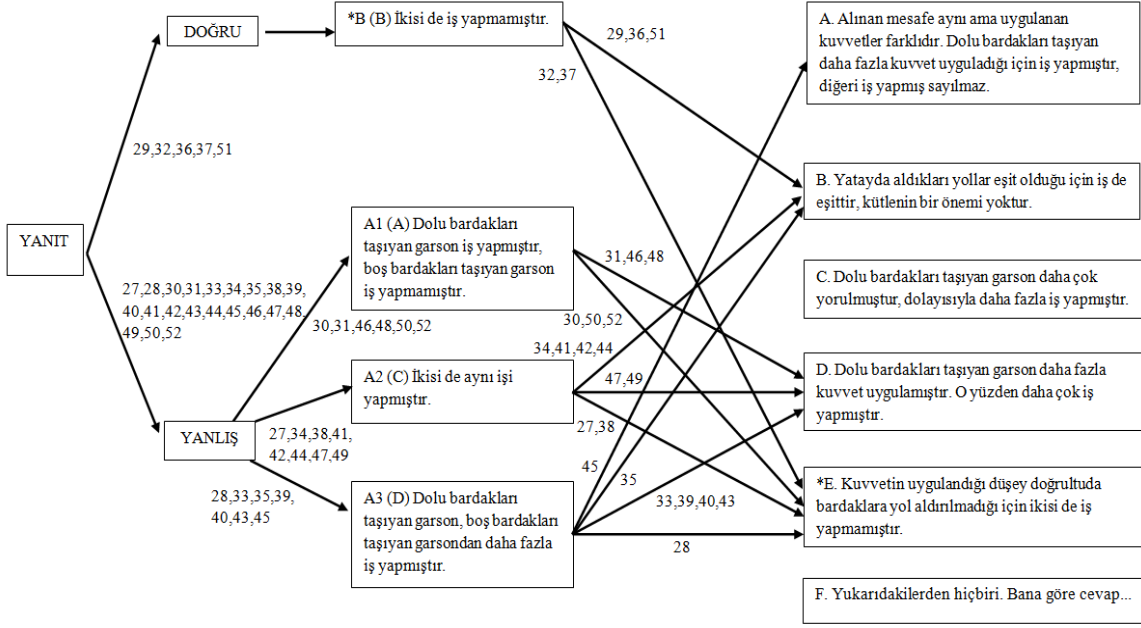 YANIT
DOĞRU
29,32,36,37,51
27,28,30,31,33,34,35,38,39,
40,41,42,43,44,45,46,47,48,
49,50,52
YANLIŞ
30,31,46,48,50,52
27,34,38,41,
42,44,47,49
28,33,35,39,
40,43,45
*B (B) İkisi de iş yapmamıştır.
A1 (A) Dolu bardakları
taşıyan garson iş yapmıştır,
boş bardakları taşıyan garson
iş yapmamıştır.
A2 (C) İkisi de aynı işi
yapmıştır.
A3 (D) Dolu bardakları
taşıyan garson, boş bardakları
taşıyan garsondan daha fazla
iş yapmıştır.
29,36,51
32,37
31,46,48
30,50,52
34,41,42,44
47,49
27,38
45
35
33,39,40,43
28
A. Alınan mesafe aynı ama uygulanan
kuvvetler farklıdır. Dolu bardakları taşıyan
daha fazla kuvvet uyguladığı için iş yapmıştır,
diğeri iş yapmış sayılmaz.
B. Yatayda aldıkları yollar eşit olduğu için iş de
eşittir, kütlenin bir önemi yoktur.
C. Dolu bardakları taşıyan garson daha çok
yorulmuştur, dolayısıyla daha fazla iş yapmıştır.
D. Dolu bardakları taşıyan garson daha fazla
kuvvet uygulamıştır. O yüzden daha çok iş
yapmıştır.
*E. Kuvvetin uygulandığı düşey doğrultuda
bardaklara yol aldırılmadığı için ikisi de iş
yapmamıştır.
F. Yukarıdakilerden hiçbiri. Bana göre cevap...